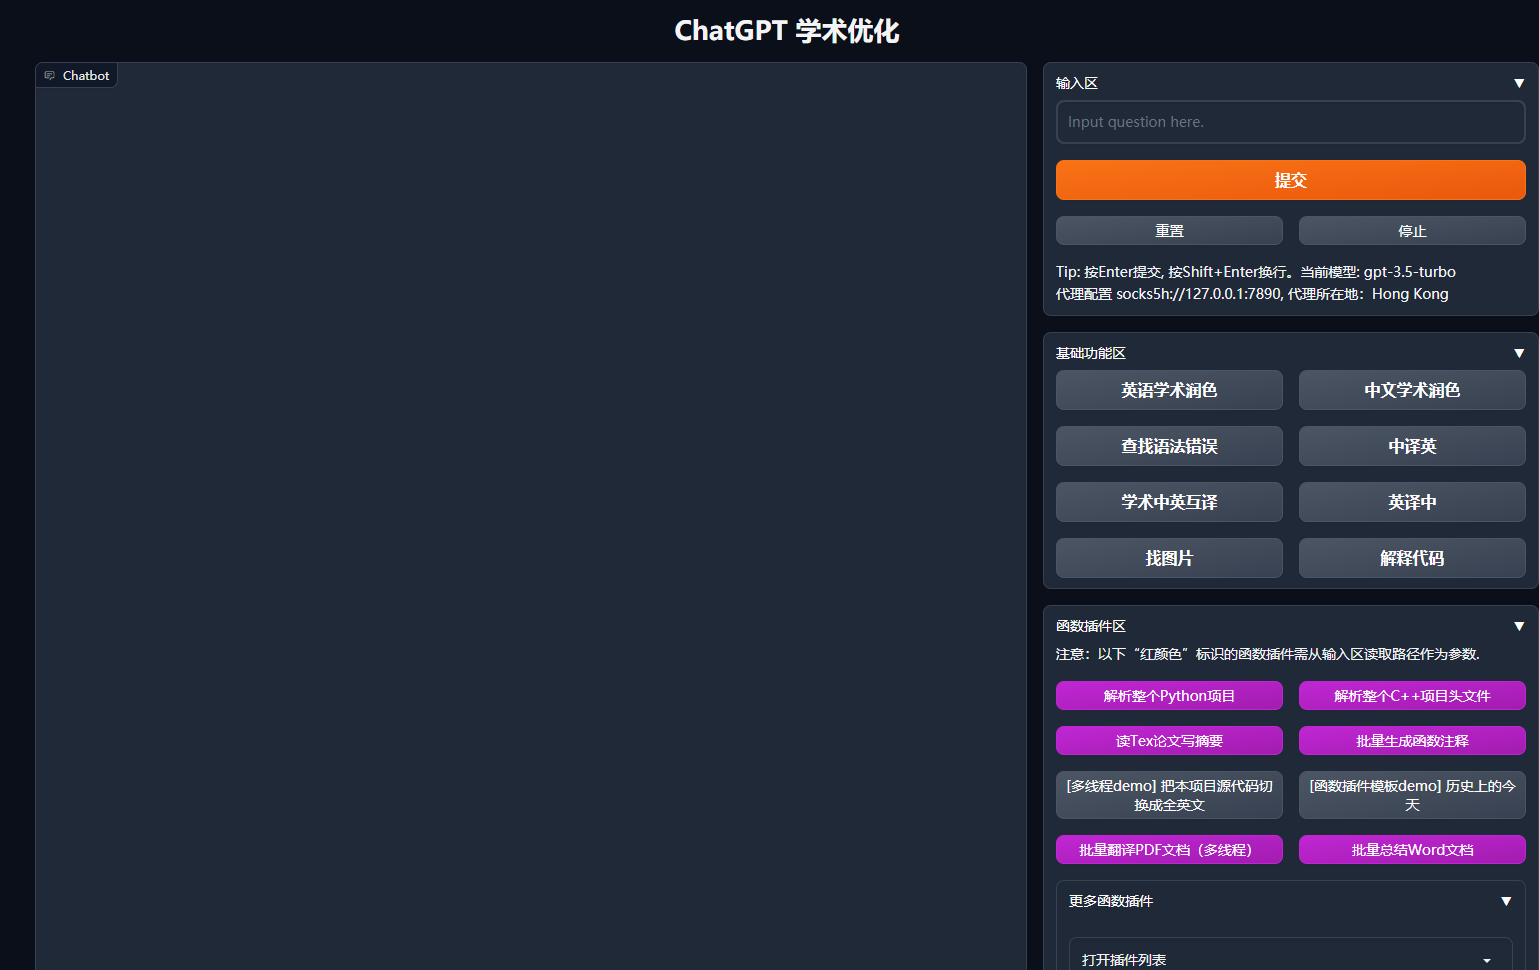 ChatGPT 学术优化
Chatbot
输入区
Input question here.
提交
重置
停止
Tip: 按Enter提交, 按Shift+Enter换行。当前模型: gpt-3.5-turbo
代理配置 socks5h://127.0.0.1:7890, 代理所在地：Hong Kong
基础功能区
英语学术润色
中文学术润色
查找语法错误
中译英
学术中英互译
英译中
找图片
解释代码
函数插件区
注意：以下“红颜色”标识的函数插件需从输入区读取路径作为参数.
解析整个Python项目
解析整个C++项目头文件
读Tex论文写摘要
批量生成函数注释
[多线程demo] 把本项目源代码切
换成全英文
[函数插件模板demo] 历史上的今
天
批量翻译PDF文档（多线程）
批量总结Word文档
更多函数插件
打开插件列表